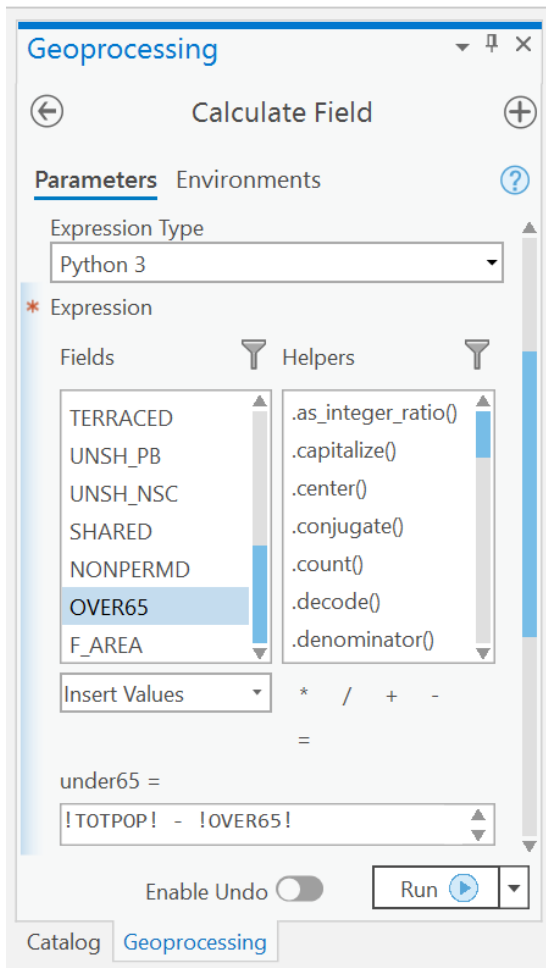 Geoprocessing
Calculate Field
Parameters Environments
?
Expression Type
Python 3
* Expression
Fields Helpers
TERRACED
UNSH_PB
UNSH_NSC
SHARED
NONPERMD
OVER65
F_AREA
.as_integer_ratio()
.capitalize()
.center()
.conjugate()
.count()
.decode()
.denominator()
Insert Values * / + -
=
under65 =
!TOTPOP! - !OVER65!
Enable Undo Run
Catalog Geoprocessing